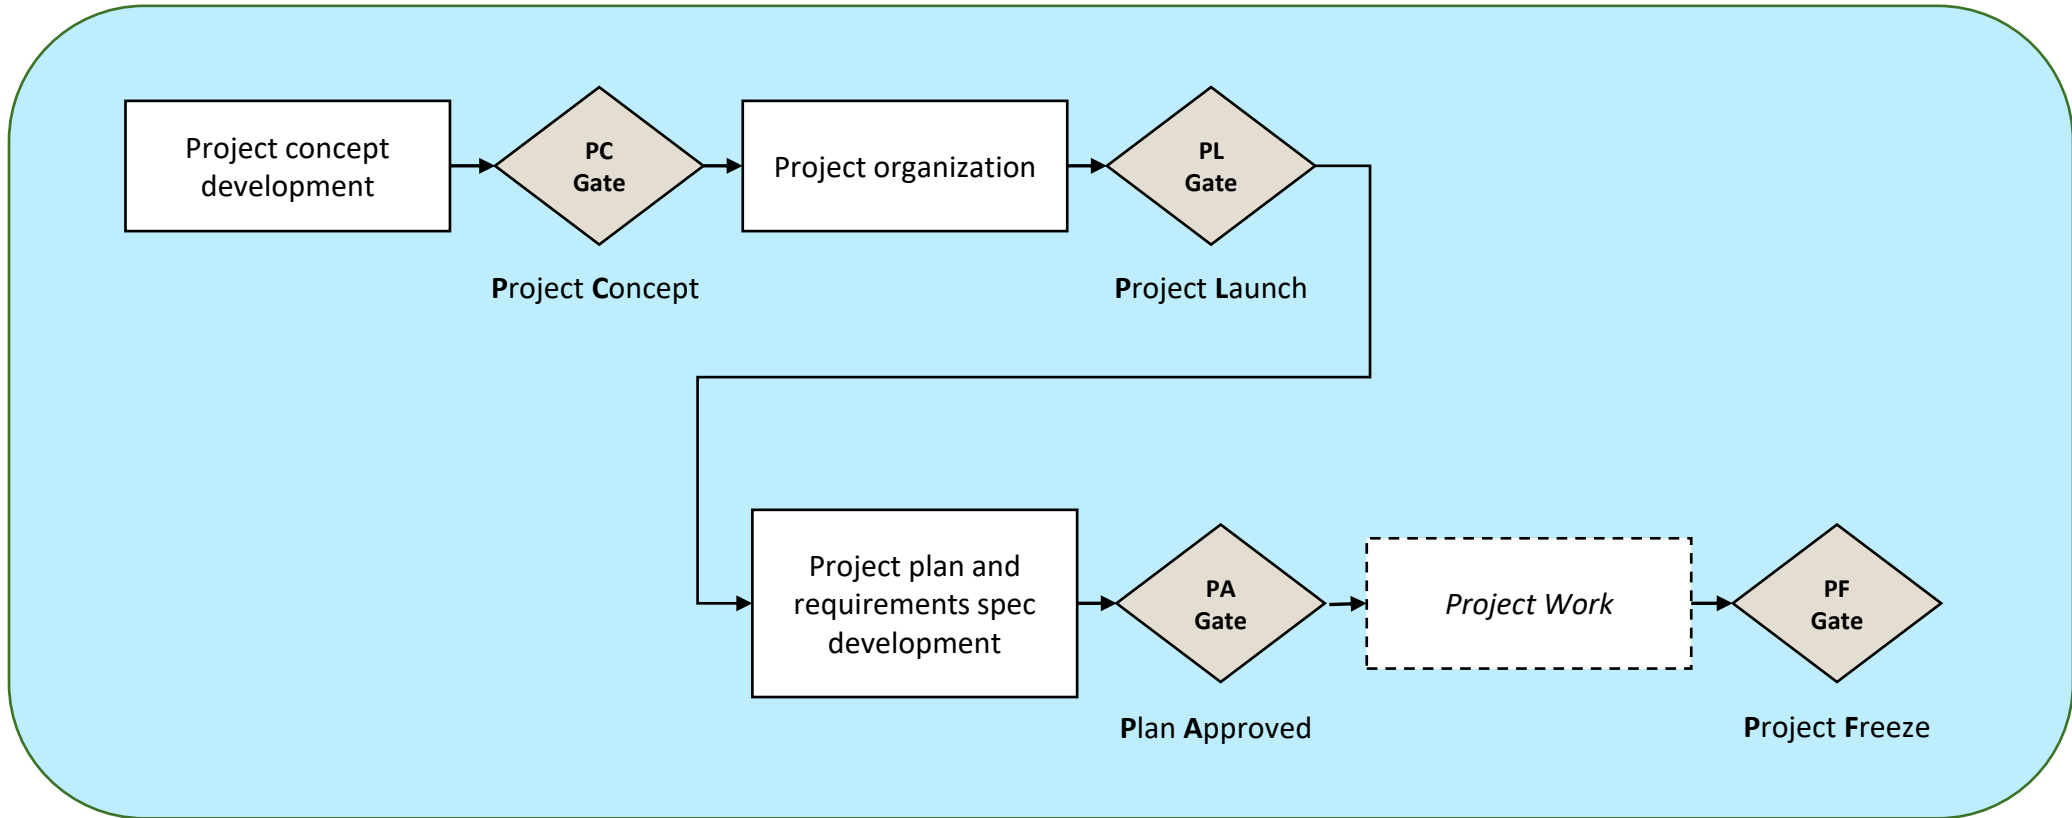 Project concept
development
PC
Gate
Project organization
PL
Gate
Project Concept
Project Launch
Project plan and
requirements spec
development
PA
Gate
Project Work
PF
Gate
Plan Approved
Project Freeze